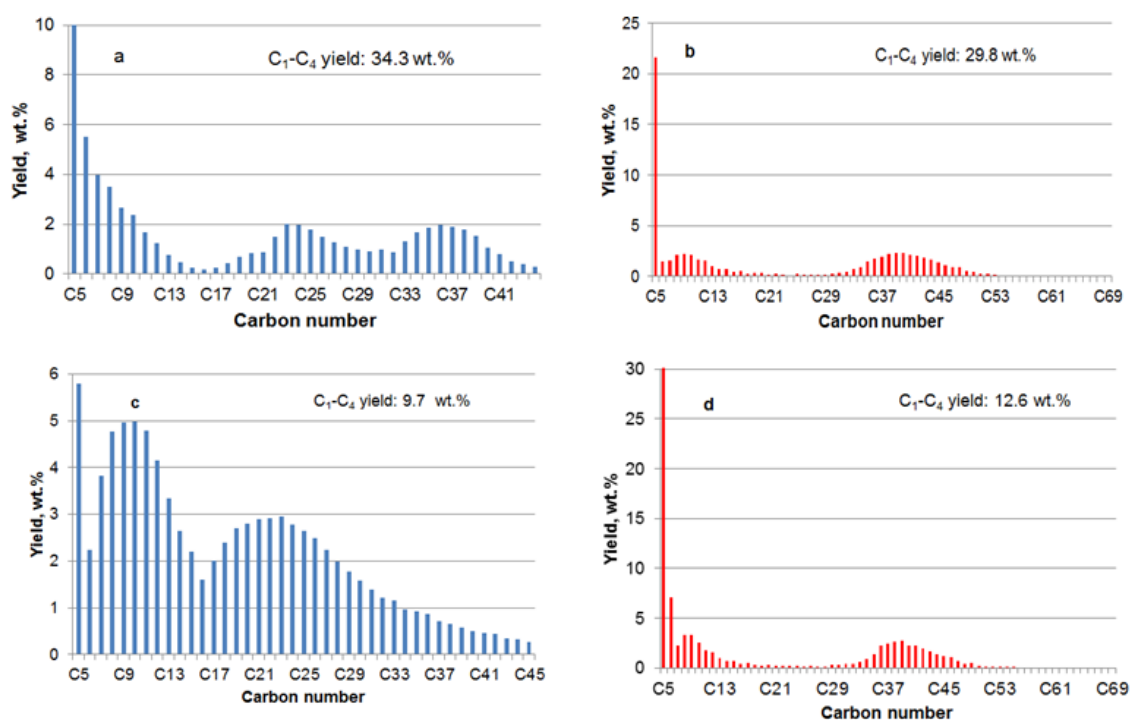 a
C₁-C₄ yield: 34.3 wt.%
Yield, wt.%
10
8
6
4
2
0
C5 C9 C13 C17 C21 C25 C29 C33 C37 C41
Carbon number
b
C₁-C₄ yield: 29.8 wt.%
Yield, wt.%
25
20
15
10
5
0
C5 C13 C21 C29 C37 C45 C53 C61 C69
Carbon number
c
C₁-C₄ yield: 9.7 wt.%
Yield, wt.%
6
5
4
3
2
1
0
C5 C9 C13 C17 C21 C25 C29 C33 C37 C41 C45
Carbon number
d
C₁-C₄ yield: 12.6 wt.%
Yield, wt.%
30
25
20
15
10
5
0
C5 C13 C21 C29 C37 C45 C53 C61 C69
Carbon number